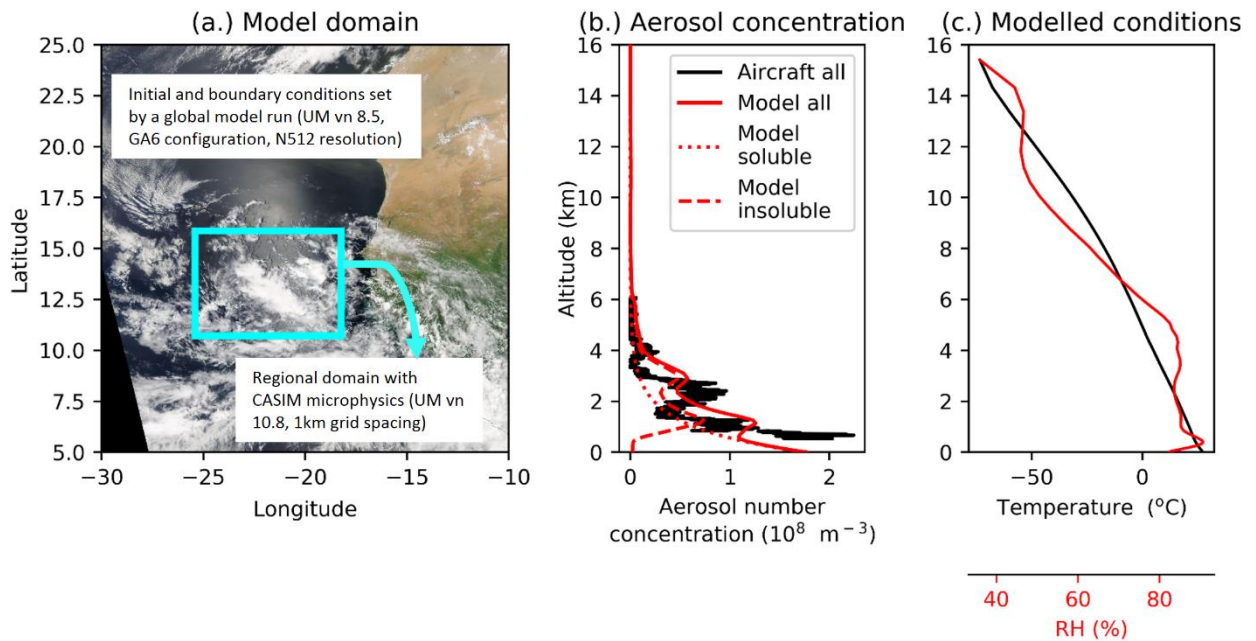 (a.) Model domain
25.0
22.5
20.0
17.5
15.0
12.5
10.0
7.5
5.0
Latitude
−30
−25
−20
−15
−10
Longitude
Initial and boundary conditions set
by a global model run (UM vn 8.5,
GA6 configuration, N512 resolution)
Regional domain with
CASIM microphysics (UM vn
10.8, 1km grid spacing)
(b.) Aerosol concentration
16
14
12
10
8
6
4
2
0
Altitude (km)
Aircraft all
Model all
Model
soluble
Model
insoluble
0
1
2
Aerosol number
concentration (10⁸ m⁻³)
(c.) Modelled conditions
16
14
12
10
8
6
4
2
0
−50
0
Temperature (°C)
40
60
80
RH (%)